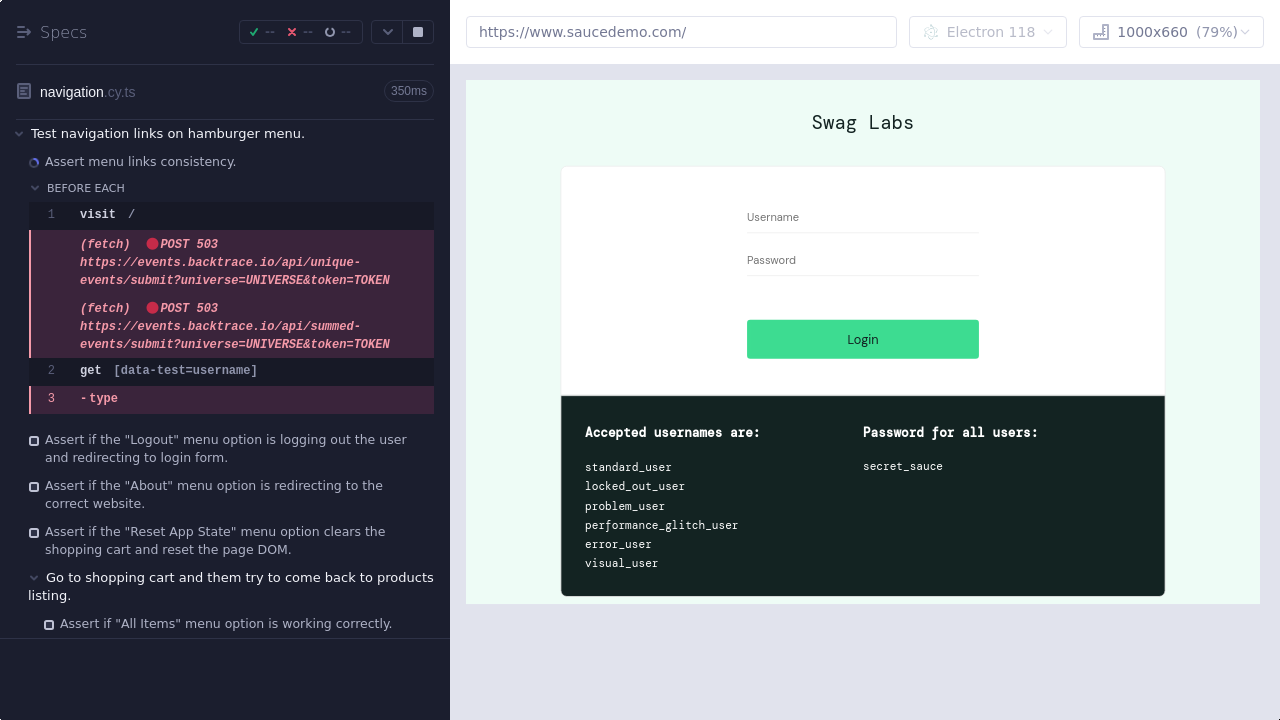 Specs
-- -- --
navigation.cy.ts
350ms
Test navigation links on hamburger menu.
Assert menu links consistency.
BEFORE EACH
1 visit /
(fetch) POST 503
https://events.backtrace.io/api/unique-
events/submit?universe=UNIVERSE&token=TOKEN
(fetch) POST 503
https://events.backtrace.io/api/summed-
events/submit?universe=UNIVERSE&token=TOKEN
2 get [data-test=username]
3 -type
Assert if the "Logout" menu option is logging out the user
and redirecting to login form.
Assert if the "About" menu option is redirecting to the
correct website.
Assert if the "Reset App State" menu option clears the
shopping cart and reset the page DOM.
Go to shopping cart and them try to come back to products
listing.
Assert if "All Items" menu option is working correctly.
https://www.saucedemo.com/
Electron 118
1000x660 (79%)
Swag Labs
Username
Password
Login
Accepted usernames are:
standard_user
locked_out_user
problem_user
performance_glitch_user
error_user
visual_user
Password for all users:
secret_sauce